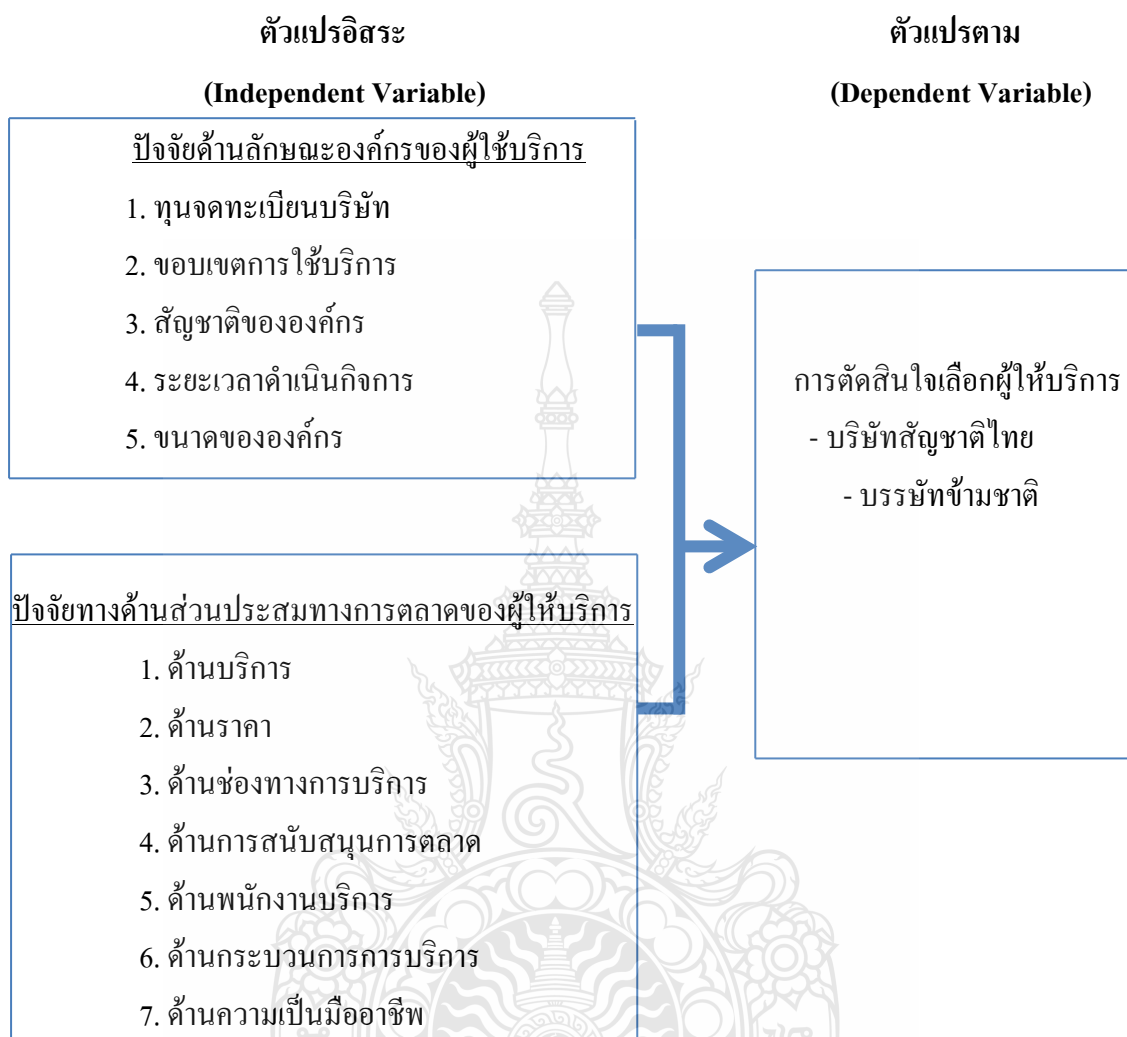 ตัวแปรอิสระ
(Independent Variable)
ปัจจัยด้านลักษณะองค์กรของผู้ใช้บริการ
1. ทุนจดทะเบียนบริษัท
2. ขอบเขตการใช้บริการ
3. สัญชาติขององค์กร
4. ระยะเวลาดำเนินกิจการ
5. ขนาดขององค์กร
ปัจจัยทางด้านส่วนประสมทางการตลาดของผู้ให้บริการ
1. ด้านบริการ
2. ด้านราคา
3. ด้านช่องทางการบริการ
4. ด้านการสนับสนุนการตลาด
5. ด้านพนักงานบริการ
6. ด้านกระบวนการการบริการ
7. ด้านความเป็นมืออาชีพ
ตัวแปรตาม
(Dependent Variable)
การตัดสินใจเลือกผู้ให้บริการ
- บริษัทสัญชาติไทย
- บรรษัทข้ามชาติ